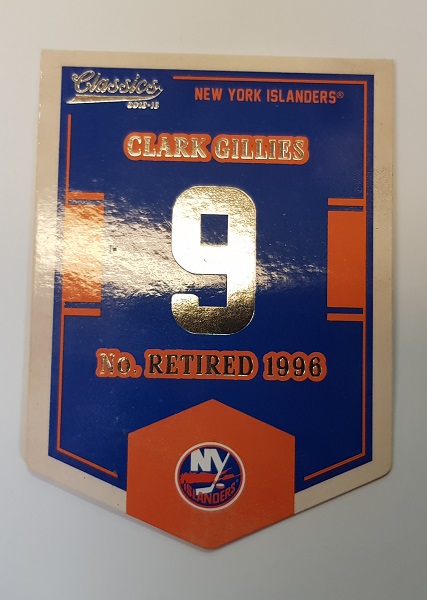 Classics
2012-13
NEW YORK ISLANDERS®
CLARK GILLIES
9
No. RETIRED 1996
NY
ISLANDERS